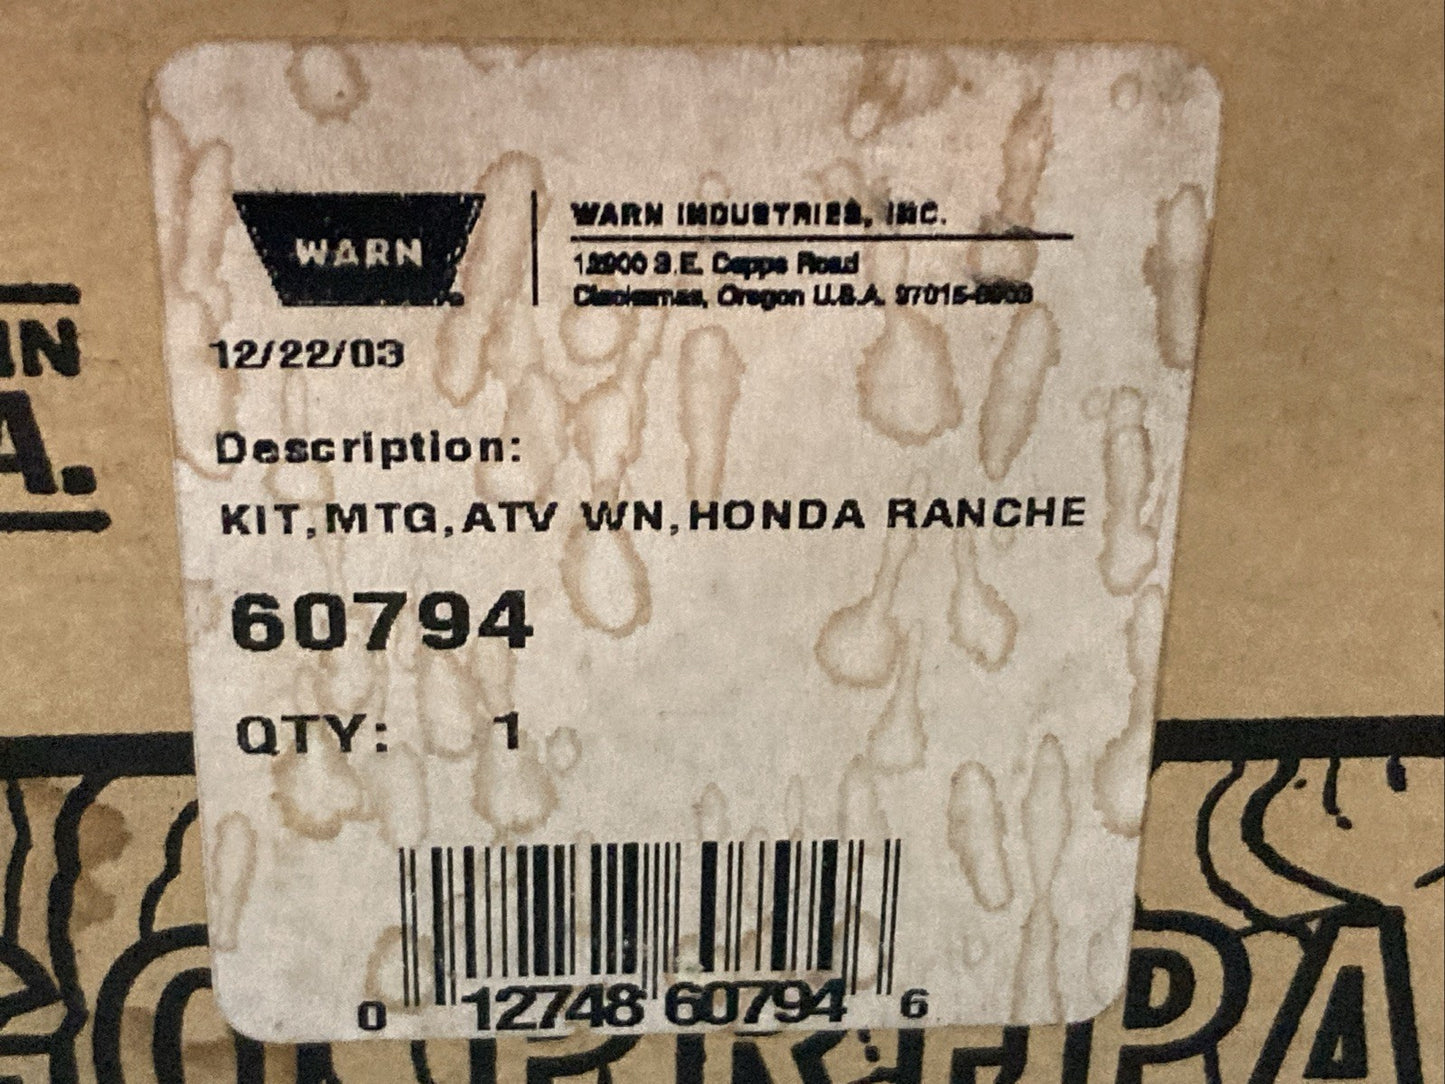 WARN
WARN INDUSTRIES, INC.
12900 S.E. Capps Road
Clackamas, Oregon U.S.A. 97015-8903
12/22/03
Description:
KIT,MTG,ATV WN,HONDA RANCHE
60794
QTY: 1
0 12748 60794 6
IN
A.